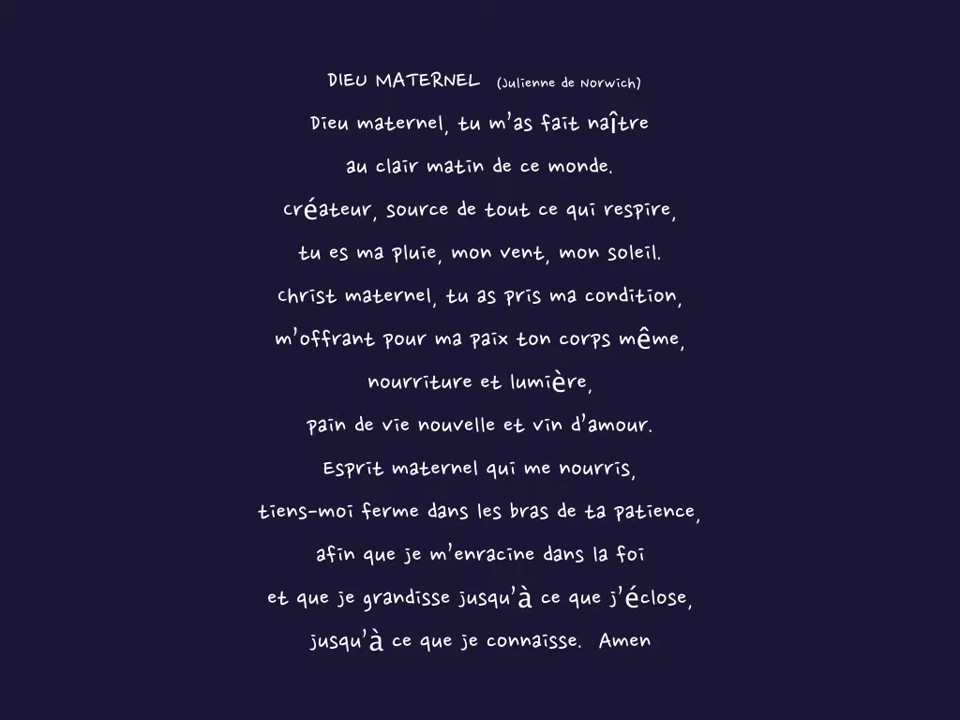 DIEU MATERNEL (Julienne de Norwich)
Dieu maternel, tu m'as fait naître
au clair matin de ce monde.
créateur, source de tout ce qui respire,
tu es ma pluie, mon vent, mon soleil.
christ maternel, tu as pris ma condition,
m'offrant pour ma paix ton corps même,
nourriture et lumière,
pain de vie nouvelle et vin d'amour.
Esprit maternel qui me nourris,
tiens-moi ferme dans les bras de ta patience,
afin que je m'enracine dans la foi
et que je grandisse jusqu'à ce que j'éclose,
jusqu'à ce que je connaisse. Amen